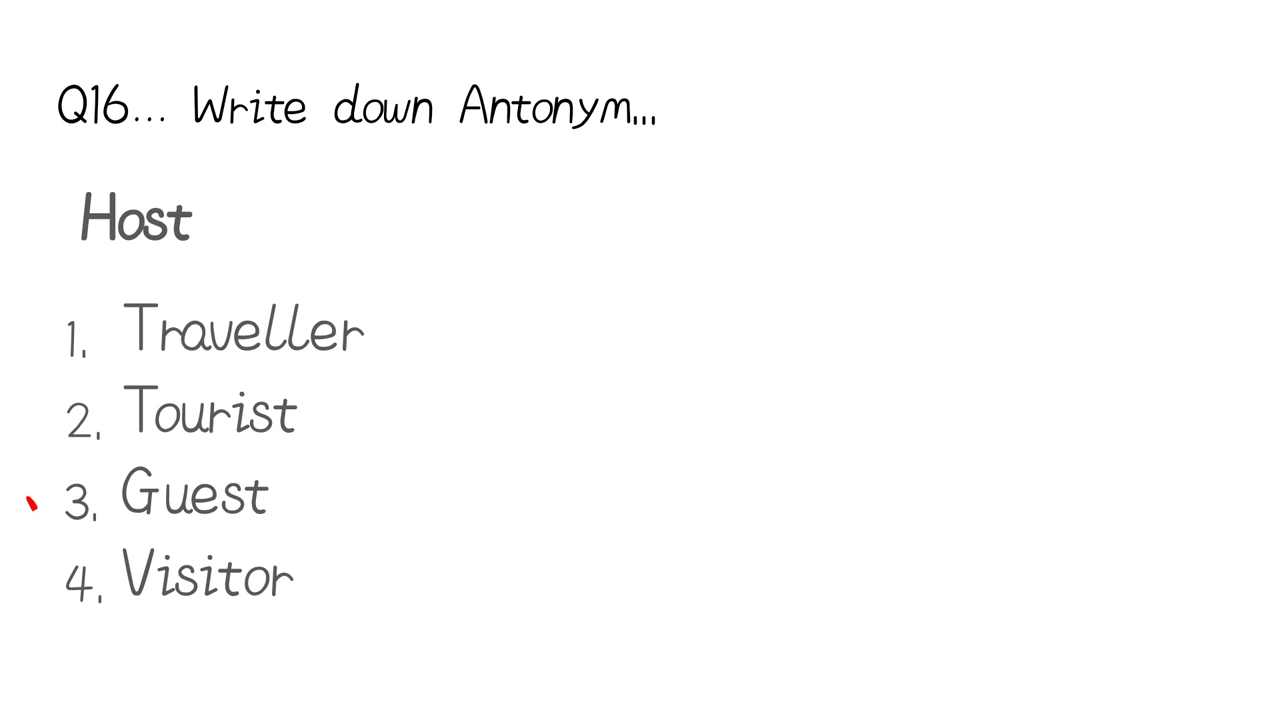 Q16... Write down Antonym...
Host
1. Traveller
2. Tourist
3. Guest
4. Visitor